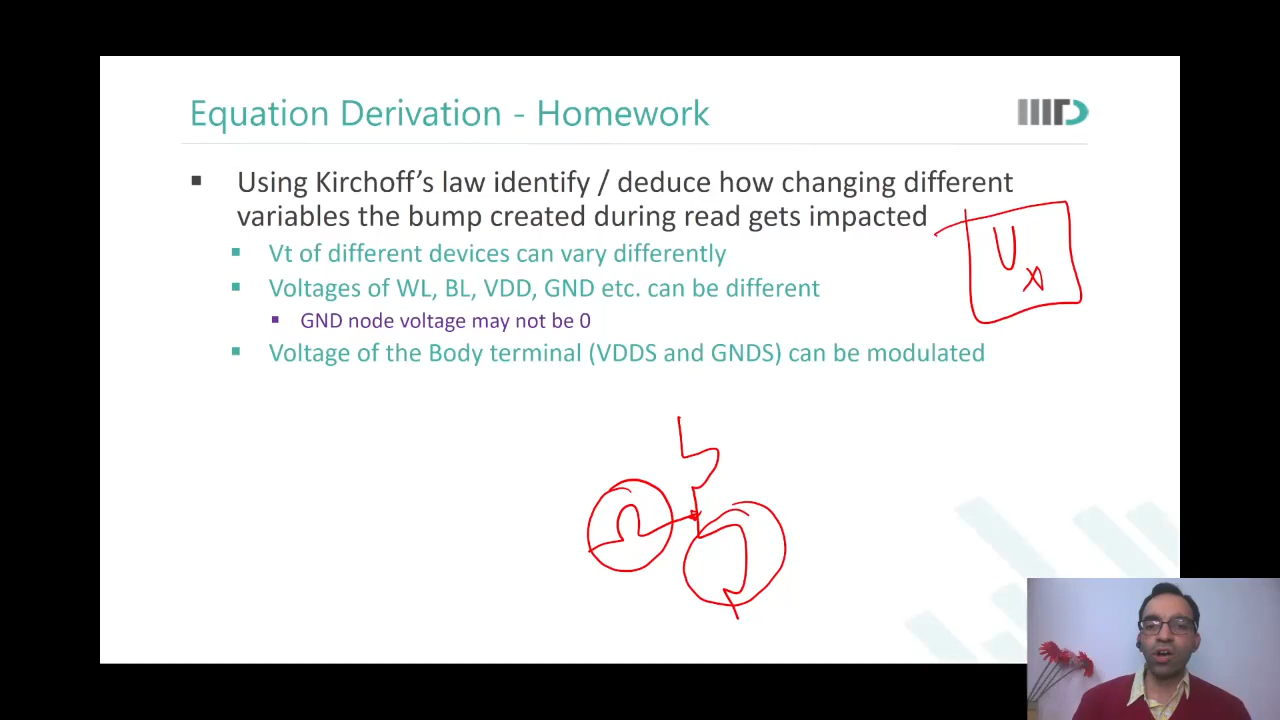 Equation Derivation - Homework
IIITD
Using Kirchoff's law identify / deduce how changing different
variables the bump created during read gets impacted
Vt of different devices can vary differently
Voltages of WL, BL, VDD, GND etc. can be different
GND node voltage may not be 0
Voltage of the Body terminal (VDDS and GNDS) can be modulated